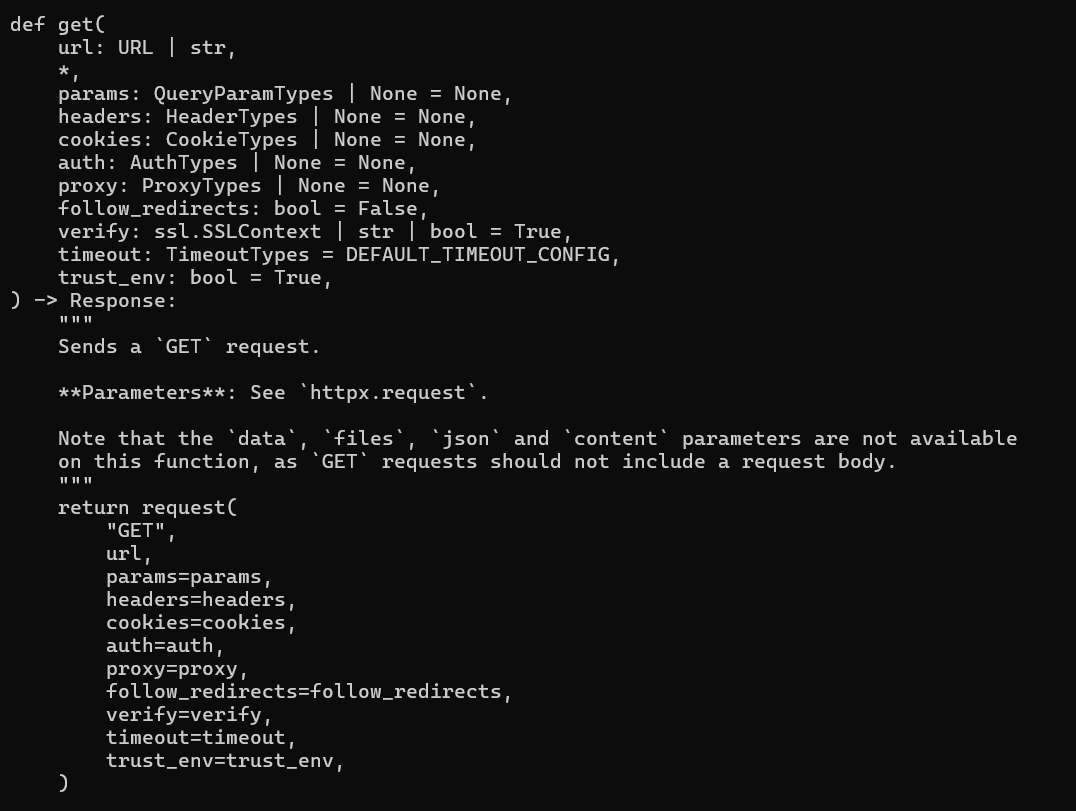 def get(
    url: URL | str,
    *,
    params: QueryParamTypes | None = None,
    headers: HeaderTypes | None = None,
    cookies: CookieTypes | None = None,
    auth: AuthTypes | None = None,
    proxy: ProxyTypes | None = None,
    follow_redirects: bool = False,
    verify: ssl.SSLContext | str | bool = True,
    timeout: TimeoutTypes = DEFAULT_TIMEOUT_CONFIG,
    trust_env: bool = True,
) -> Response:
    """
    Sends a `GET` request.

    **Parameters**: See `httpx.request`.

    Note that the `data`, `files`, `json` and `content` parameters are not available
    on this function, as `GET` requests should not include a request body.
    """
    return request(
        "GET",
        url,
        params=params,
        headers=headers,
        cookies=cookies,
        auth=auth,
        proxy=proxy,
        follow_redirects=follow_redirects,
        verify=verify,
        timeout=timeout,
        trust_env=trust_env,
    )